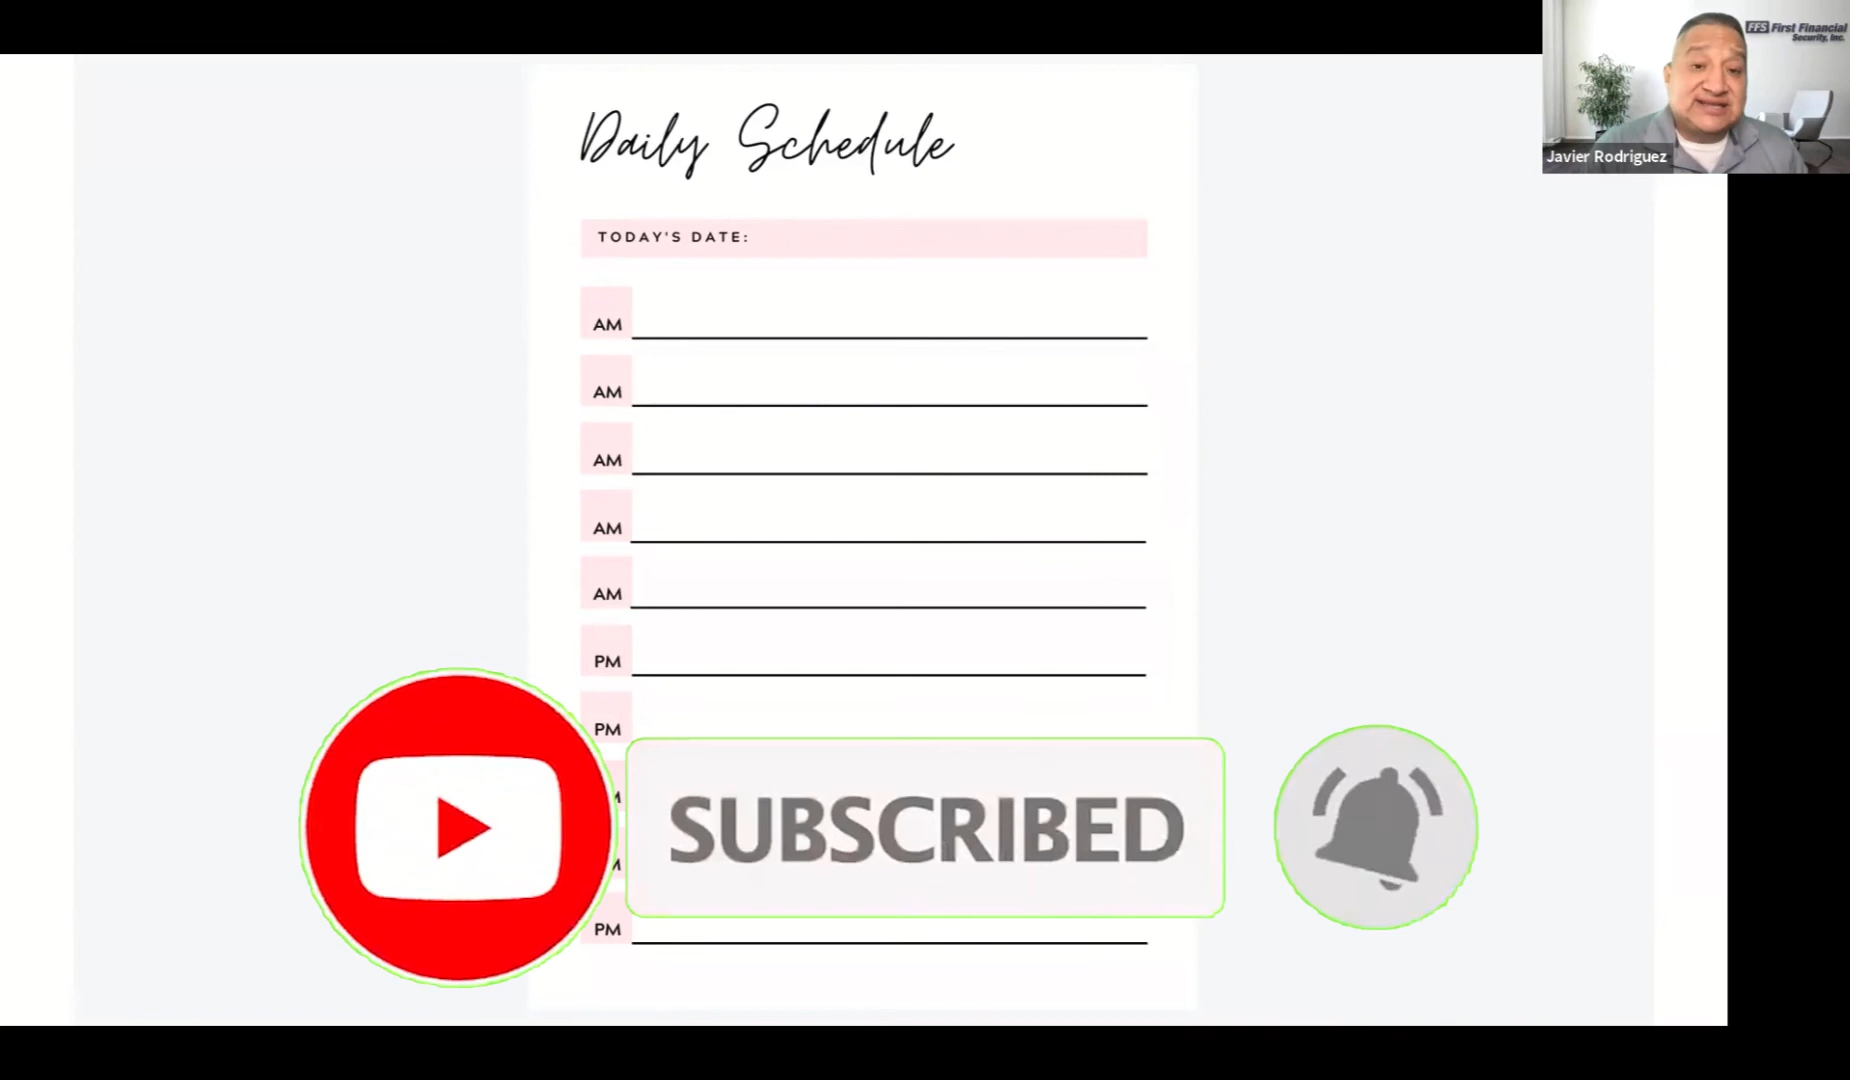 FFS First Financial
Security, Inc.
Javier Rodriguez
Daily Schedule
TODAY'S DATE:
AM
AM
AM
AM
AM
PM
PM
SUBSCRIBED
PM